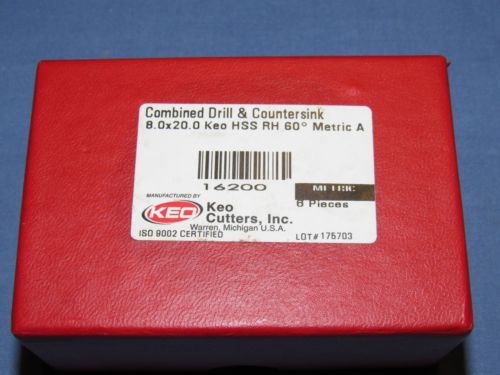 Combined Drill & Countersink
8.0x20.0 Keo HSS RH 60° Metric A
16200
METRIC
6 Pieces
MANUFACTURED BY
KEO
Keo
Cutters, Inc.
Warren, Michigan U.S.A.
ISO 9002 CERTIFIED
LOT# 175703